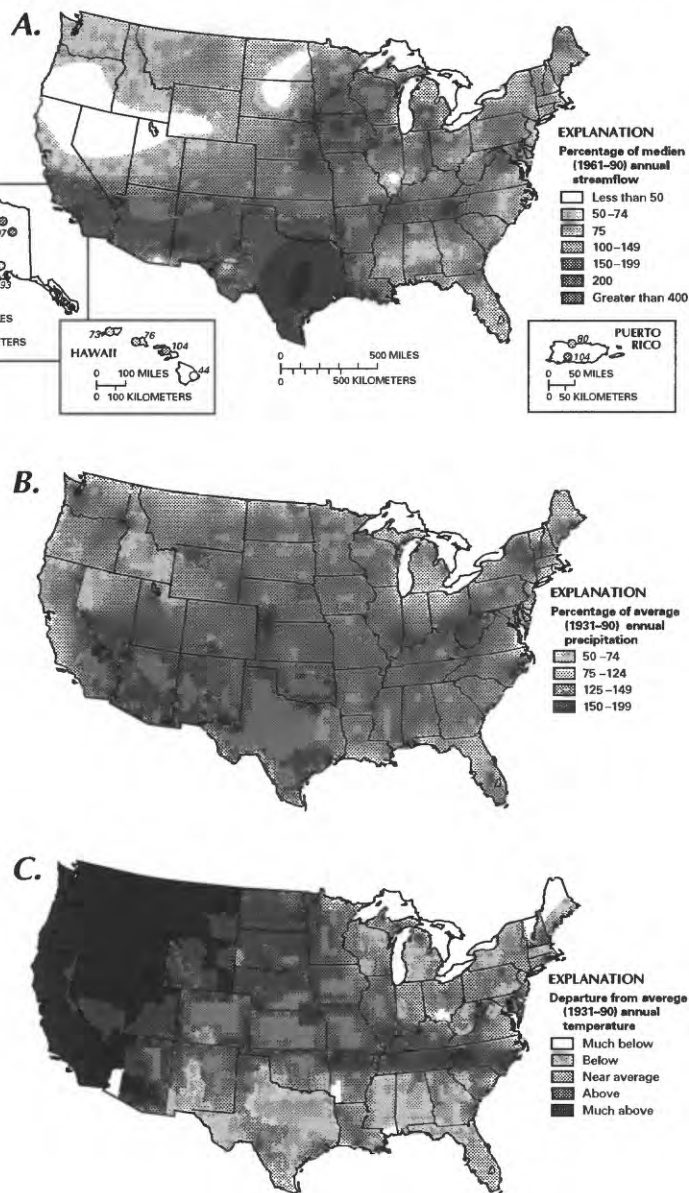 A.
EXPLANATION
Percentage of medien
(1961–90) annual
streamflow
Less than 50
50–74
75
100–149
150–199
200
Greater than 400
93
73
76
104
44
HAWAII
0 100 MILES
0 100 KILOMETERS
0 500 MILES
0 500 KILOMETERS
PUERTO
RICO
80
104
0 50 MILES
0 50 KILOMETERS
B.
EXPLANATION
Percentage of average
(1931–90) ennual
precipitation
50–74
75–124
125–149
150–199
C.
EXPLANATION
Departure from average
(1931–90) annual
temperature
Much below
Below
Near average
Above
Much above